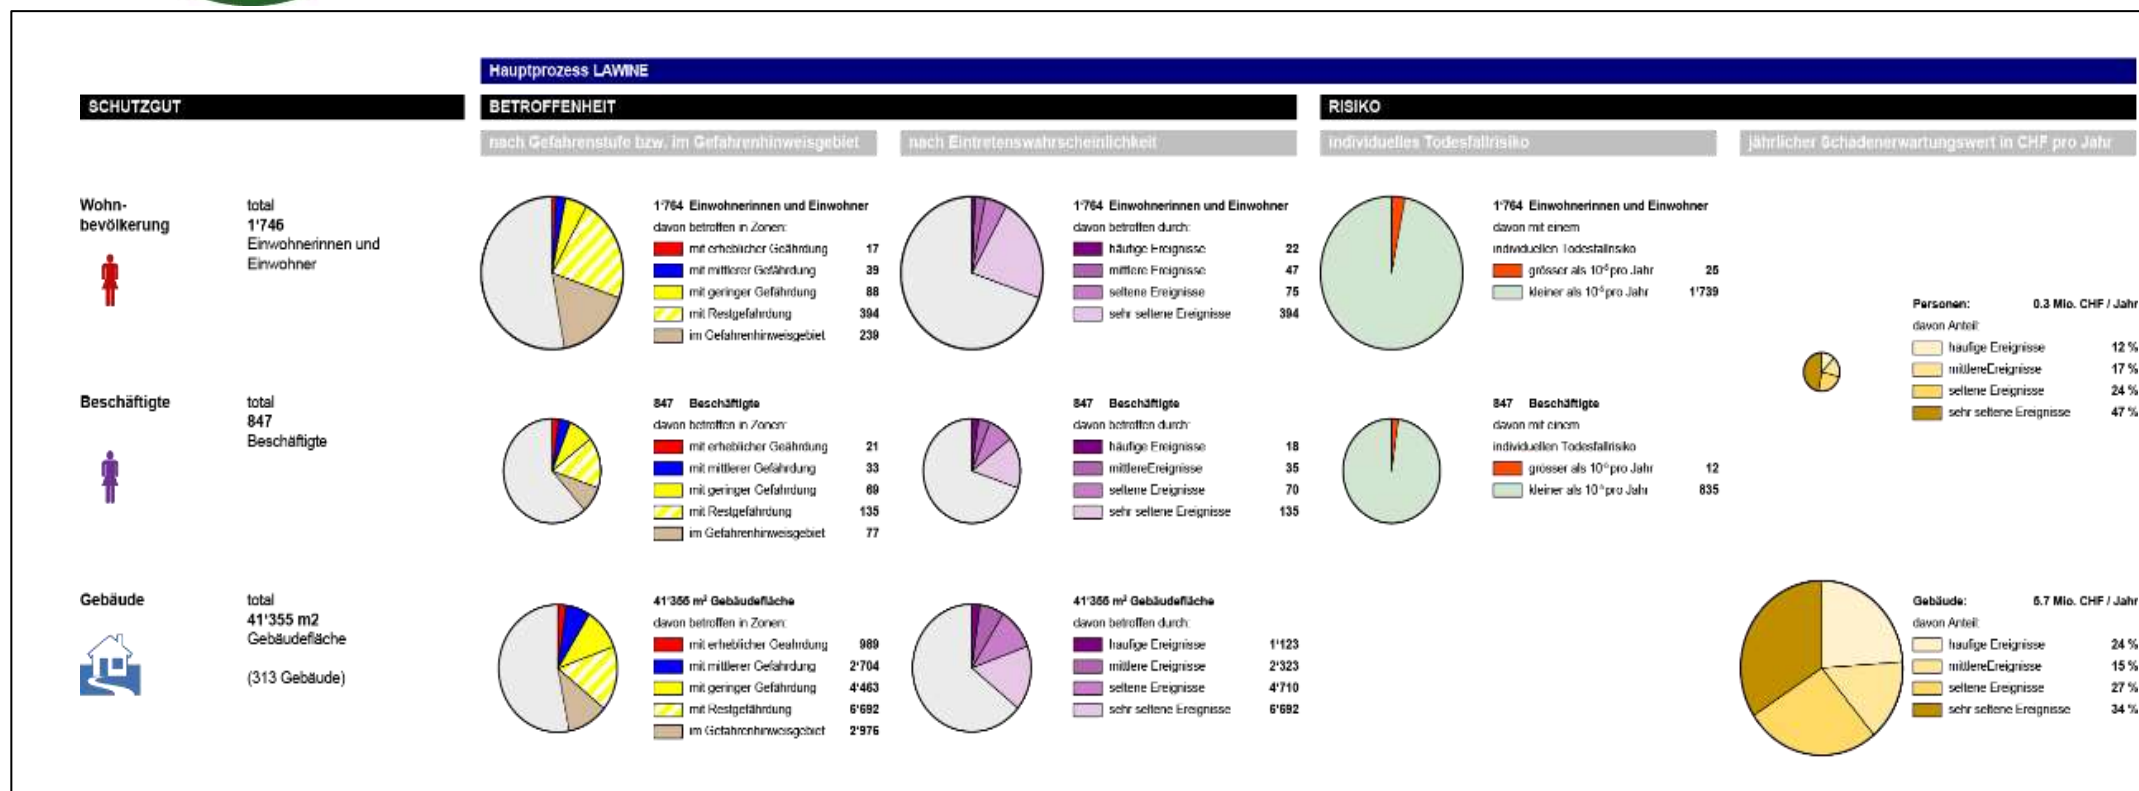 Hauptprozess LAWINE
SCHUTZGUT
BETROFFENHEIT
RISIKO
nach Gefahrenstufe bzw. im Gefahrenhinweisgebiet
nach Eintretenswahrscheinlichkeit
individuelles Todesfallrisiko
jährlicher Schadenerwartungswert in CHF pro Jahr
Wohn-
bevölkerung
total
1'746
Einwohnerinnen und
Einwohner
1'764 Einwohnerinnen und Einwohner
davon betroffen in Zonen:
mit erheblicher Geährdung 17
mit mittlerer Gefährdung 39
mit geringer Gefährdung 88
mit Restgefährdung 394
im Gefahrenhinweisgebiet 239
1'764 Einwohnerinnen und Einwohner
davon betroffen durch:
häufige Ereignisse 22
mittlere Ereignisse 47
seltene Ereignisse 75
sehr seltene Ereignisse 394
1'764 Einwohnerinnen und Einwohner
davon mit einem
individuellen Todesfallrisiko
grösser als 10⁻⁵ pro Jahr 25
kleiner als 10⁻⁵ pro Jahr 1'739
Personen: 0.3 Mio. CHF / Jahr
davon Anteil:
häufige Ereignisse 12 %
mittlereEreignisse 17 %
seltene Ereignisse 24 %
sehr seltene Ereignisse 47 %
Beschäftigte
total
847
Beschäftigte
847 Beschäftigte
davon betroffen in Zonen:
mit erheblicher Geährdung 21
mit mittlerer Gefährdung 33
mit geringer Gefährdung 69
mit Restgefährdung 135
im Gefahrenhinweisgebiet 77
847 Beschäftigte
davon betroffen durch:
häufige Ereignisse 18
mittlereEreignisse 35
seltene Ereignisse 70
sehr seltene Ereignisse 135
847 Beschäftigte
davon mit einem
individuellen Todesfallrisiko
grösser als 10⁻⁵ pro Jahr 12
kleiner als 10⁻⁵ pro Jahr 835
Gebäude
total
41'355 m2
Gebäudefläche
(313 Gebäude)
41'355 m² Gebäudefläche
davon betroffen in Zonen:
mit erheblicher Geährdung 989
mit mittlerer Gefährdung 2'704
mit geringer Gefährdung 4'463
mit Restgefährdung 6'692
im Gefahrenhinweisgebiet 2'976
41'355 m² Gebäudefläche
davon betroffen durch:
häufige Ereignisse 1'123
mittlere Ereignisse 2'323
seltene Ereignisse 4'710
sehr seltene Ereignisse 6'692
Gebäude: 5.7 Mio. CHF / Jahr
davon Anteil:
häufige Ereignisse 24 %
mittlereEreignisse 15 %
seltene Ereignisse 27 %
sehr seltene Ereignisse 34 %